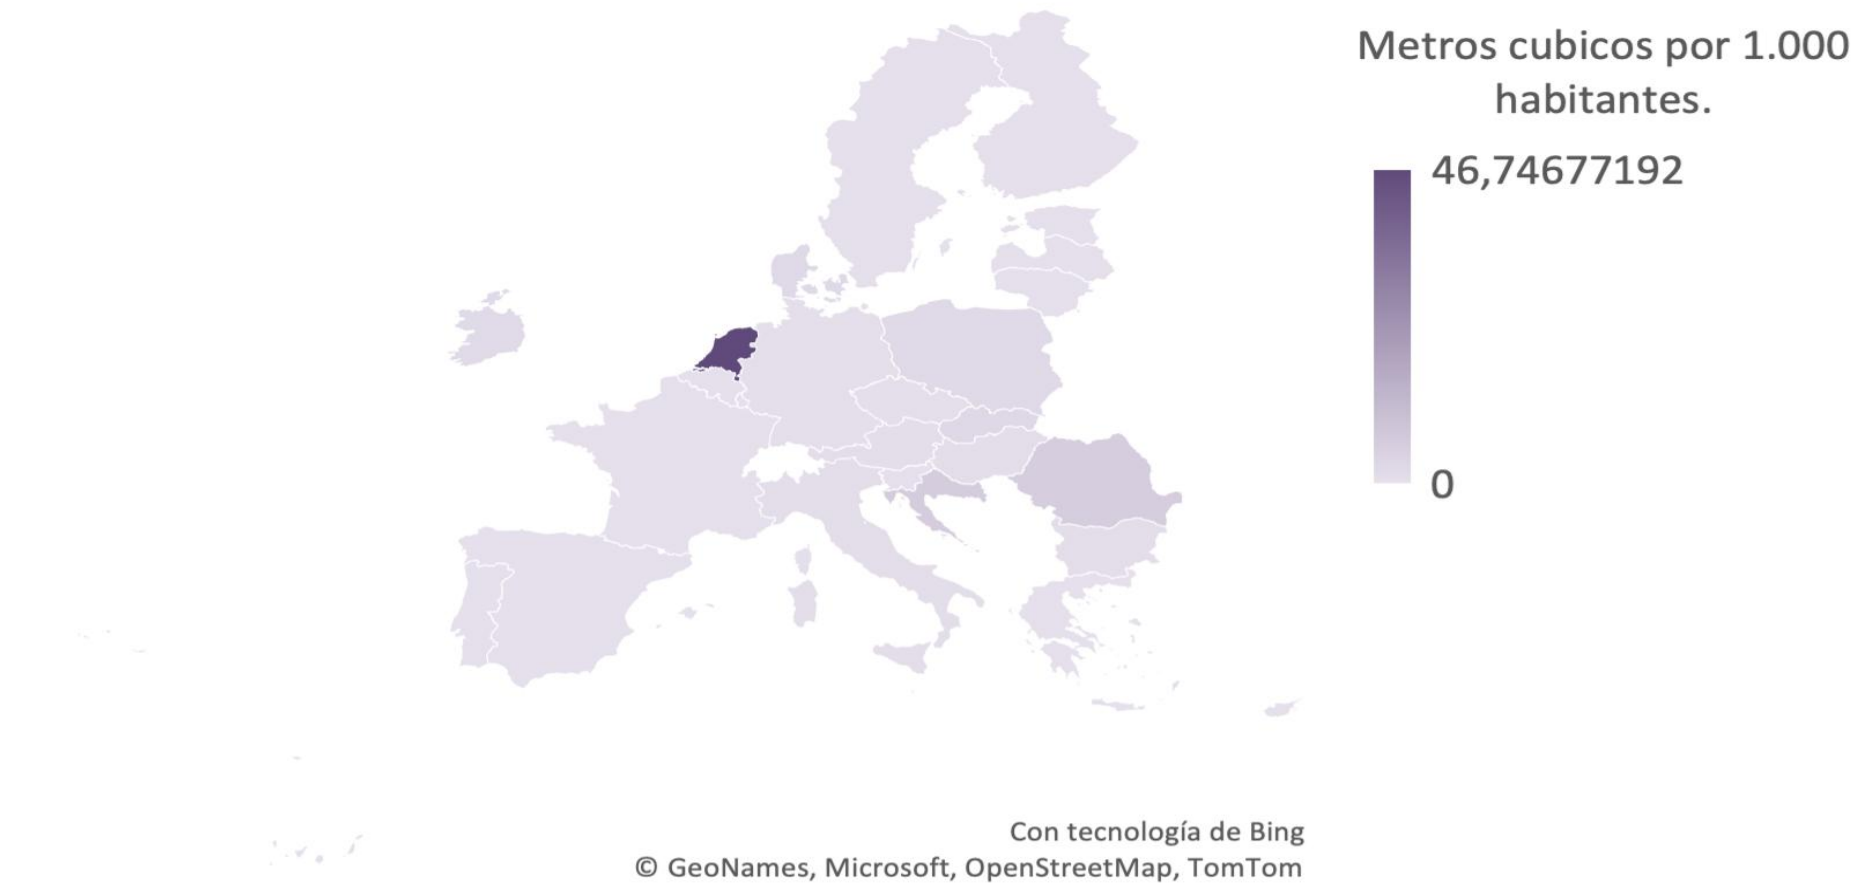 Metros cubicos por 1.000
habitantes.
46,74677192
0
Con tecnología de Bing
© GeoNames, Microsoft, OpenStreetMap, TomTom